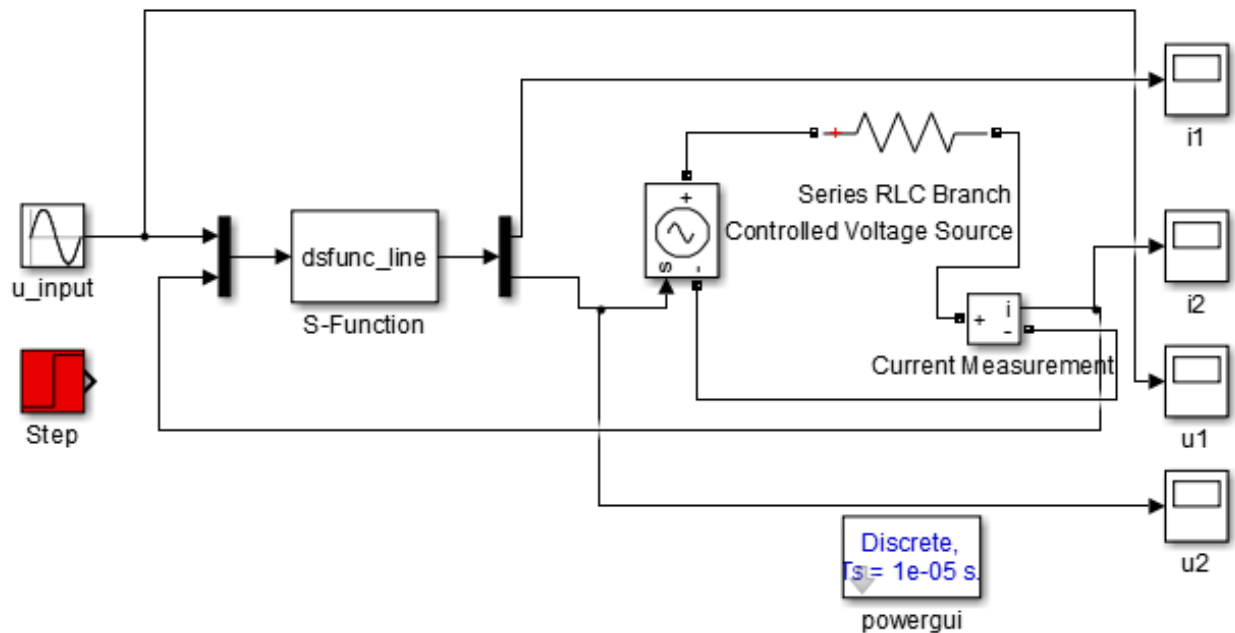 i1
+
Series RLC Branch
+
Controlled Voltage Source
s
-
u_input
dsfunc_line
S-Function
i2
+
i
-
Current Measurement
Step
u1
Discrete,
Ts = 1e-05 s.
powergui
u2